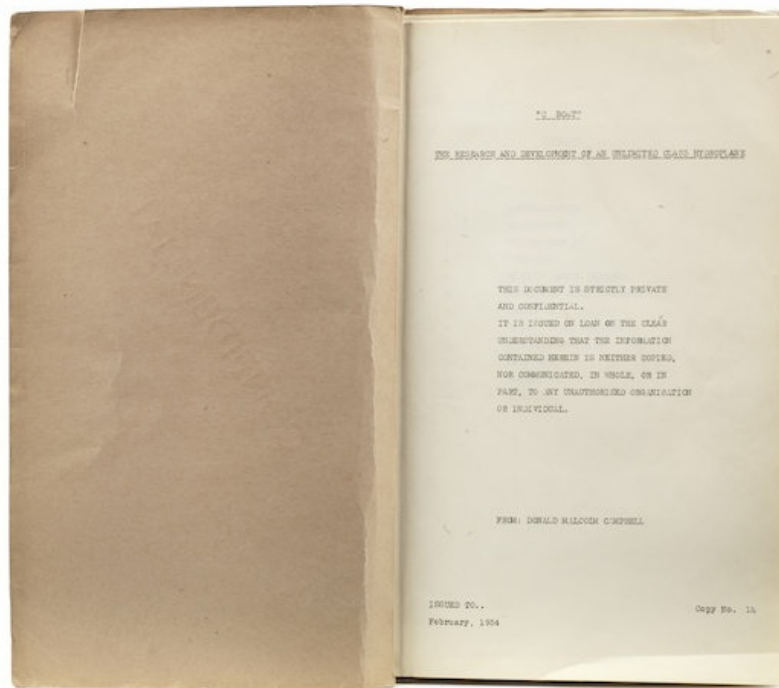 BOAT"
THE RESEARCH AND DEVELOPMENT OF AN UNLIMITED CLASS HYDROPLANE
THIS DOCUMENT IS STRICTLY PRIVATE
AND CONFIDENTIAL.
IT IS ISSUED ON LOAN ON THE CLEAR
UNDERSTANDING THAT THE INFORMATION
CONTAINED HEREIN IS NEITHER COPIED,
NOR COMMUNICATED, IN WHOLE, OR IN
PART, TO ANY UNAUTHORISED ORGANISATION
OR INDIVIDUAL.
FROM: DONALD MALCOLM CAMPBELL
ISSUED TO..
Copy No.
February, 1954